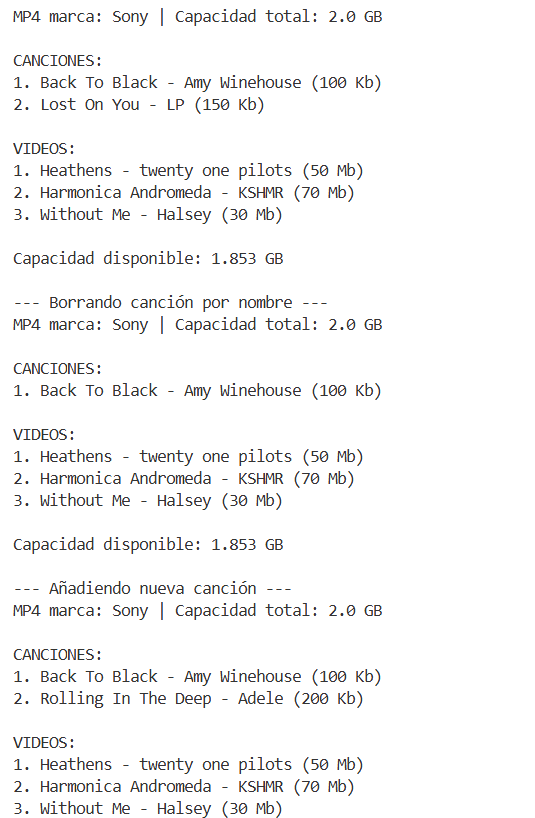 MP4 marca: Sony | Capacidad total: 2.0 GB
CANCIONES:
1. Back To Black - Amy Winehouse (100 Kb)
2. Lost On You - LP (150 Kb)
VIDEOS:
1. Heathens - twenty one pilots (50 Mb)
2. Harmonica Andromeda - KSHMR (70 Mb)
3. Without Me - Halsey (30 Mb)
Capacidad disponible: 1.853 GB
--- Borrando canción por nombre ---
MP4 marca: Sony | Capacidad total: 2.0 GB
CANCIONES:
1. Back To Black - Amy Winehouse (100 Kb)
VIDEOS:
1. Heathens - twenty one pilots (50 Mb)
2. Harmonica Andromeda - KSHMR (70 Mb)
3. Without Me - Halsey (30 Mb)
Capacidad disponible: 1.853 GB
--- Añadiendo nueva canción ---
MP4 marca: Sony | Capacidad total: 2.0 GB
CANCIONES:
1. Back To Black - Amy Winehouse (100 Kb)
2. Rolling In The Deep - Adele (200 Kb)
VIDEOS:
1. Heathens - twenty one pilots (50 Mb)
2. Harmonica Andromeda - KSHMR (70 Mb)
3. Without Me - Halsey (30 Mb)